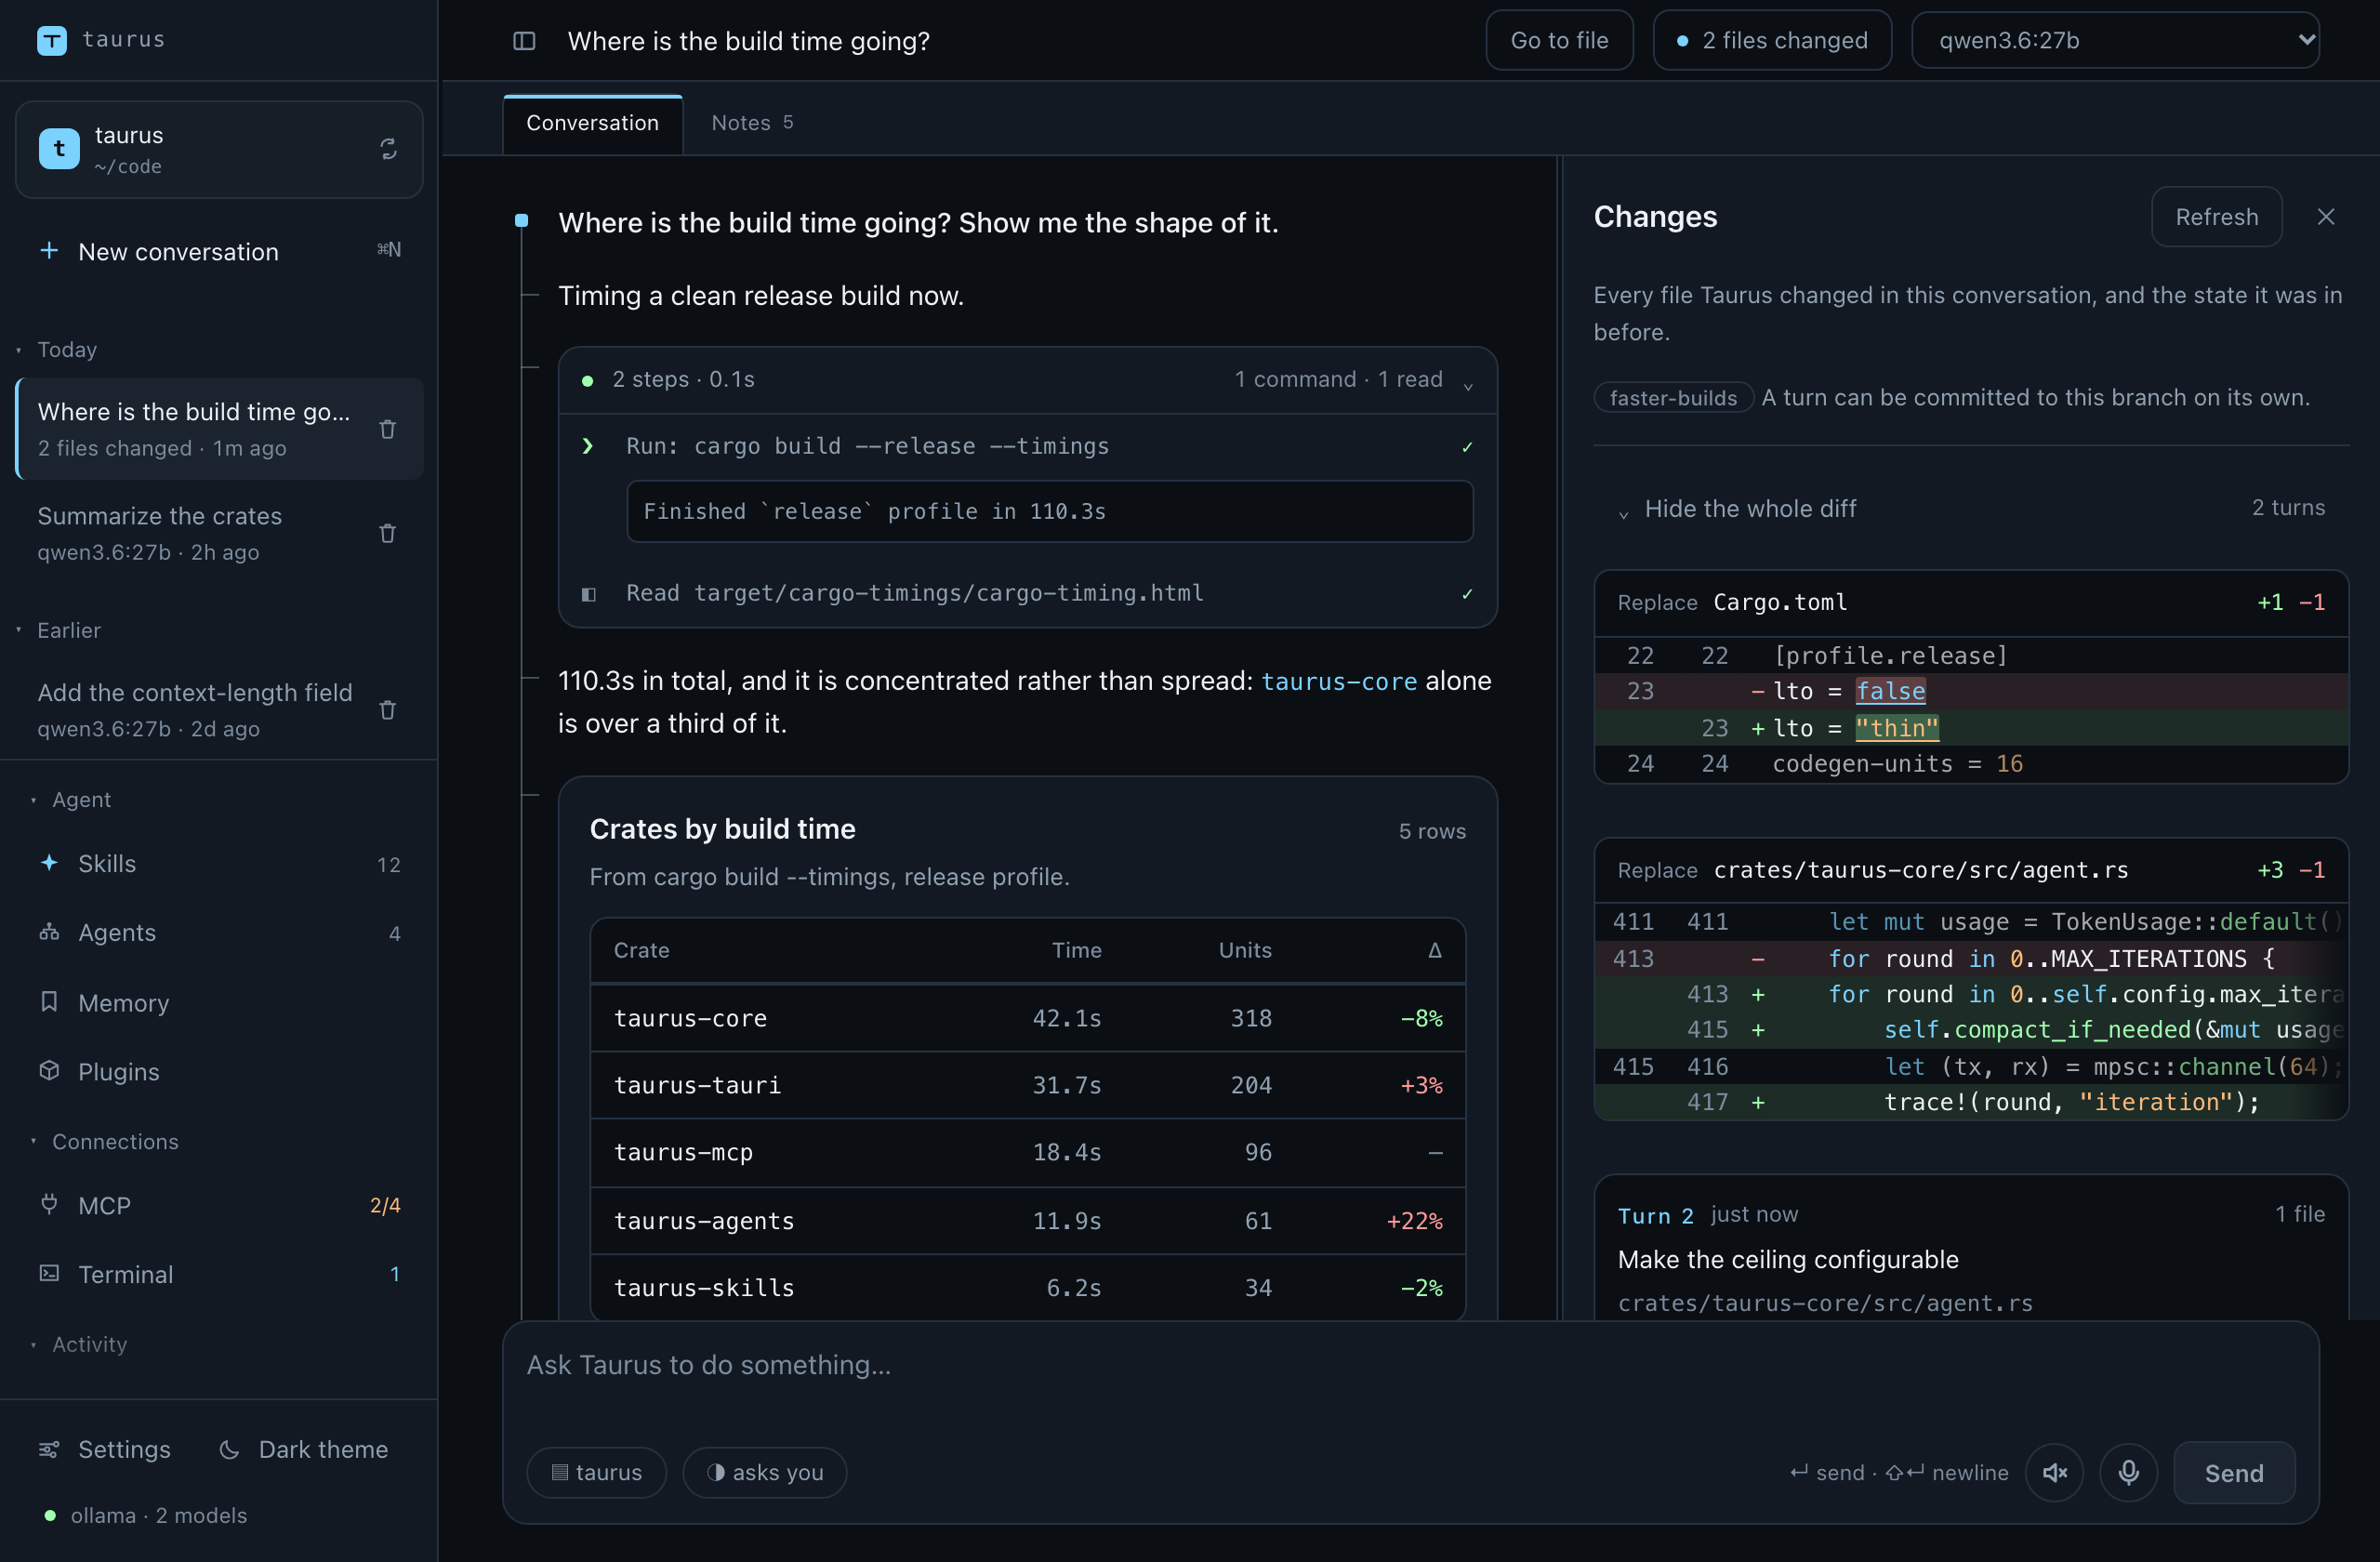 taurus
t taurus
~/code
New conversation ⌘N
Today
Where is the build time go...
2 files changed · 1m ago
Summarize the crates
qwen3.6:27b · 2h ago
Earlier
Add the context-length field
qwen3.6:27b · 2d ago
Agent
Skills 12
Agents 4
Memory
Plugins
Connections
MCP 2/4
Terminal 1
Activity
Settings Dark theme
ollama · 2 models
Where is the build time going?
Go to file
2 files changed
qwen3.6:27b
Conversation
Notes 5
Where is the build time going? Show me the shape of it.
Timing a clean release build now.
2 steps · 0.1s 1 command · 1 read
Run: cargo build --release --timings ✓
Finished `release` profile in 110.3s
Read target/cargo-timings/cargo-timing.html ✓
110.3s in total, and it is concentrated rather than spread: taurus-core alone
is over a third of it.
Crates by build time 5 rows
From cargo build --timings, release profile.
Crate Time Units Δ
taurus-core 42.1s 318 −8%
taurus-tauri 31.7s 204 +3%
taurus-mcp 18.4s 96 —
taurus-agents 11.9s 61 +22%
taurus-skills 6.2s 34 −2%
Changes
Refresh
Every file Taurus changed in this conversation, and the state it was in
before.
faster-builds A turn can be committed to this branch on its own.
Hide the whole diff 2 turns
Replace Cargo.toml +1 −1
22 22 [profile.release]
23 − lto = false
23 + lto = "thin"
24 24 codegen-units = 16
Replace crates/taurus-core/src/agent.rs +3 −1
411 411 let mut usage = TokenUsage::default()
413 − for round in 0..MAX_ITERATIONS {
413 + for round in 0..self.config.max_itera
415 + self.compact_if_needed(&mut usage
415 416 let (tx, rx) = mpsc::channel(64);
417 + trace!(round, "iteration");
Turn 2 just now 1 file
Make the ceiling configurable
crates/taurus-core/src/agent.rs
Ask Taurus to do something...
taurus
asks you
↵ send · ⇧↵ newline
Send